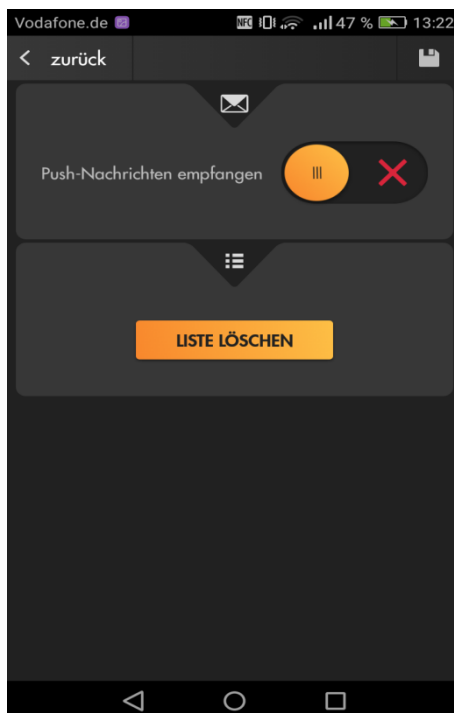 Vodafone.de NFC 47 % 13:22
zurück
Push-Nachrichten empfangen
LISTE LÖSCHEN